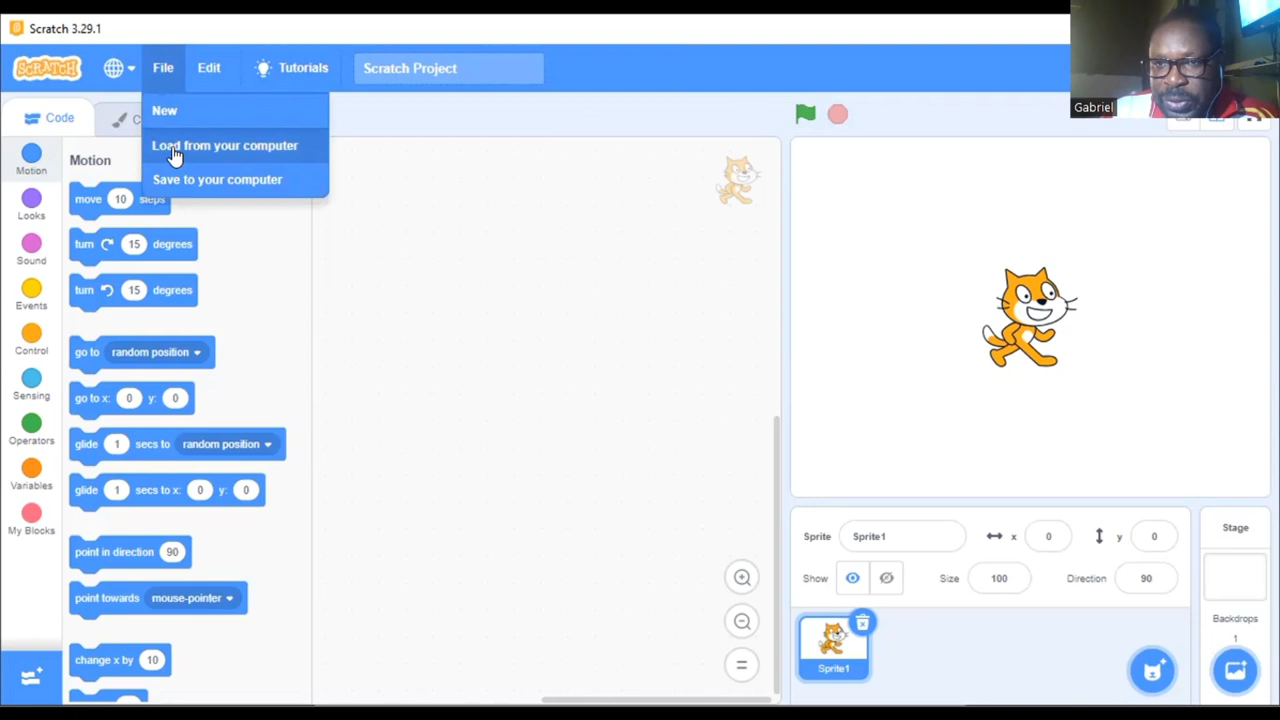 Scratch 3.29.1
SCRATCH
File
Edit
Tutorials
Scratch Project
Gabriel
New
Load from your computer
Save to your computer
Code
C
Motion
Looks
Sound
Events
Control
Sensing
Operators
Variables
My Blocks
Motion
move 10 steps
turn 15 degrees
turn 15 degrees
go to random position
go to x: 0 y: 0
glide 1 secs to random position
glide 1 secs to x: 0 y: 0
point in direction 90
point towards mouse-pointer
change x by 10
Sprite Sprite1 x 0 y 0
Show Size 100 Direction 90
Sprite1
Stage
Backdrops
1